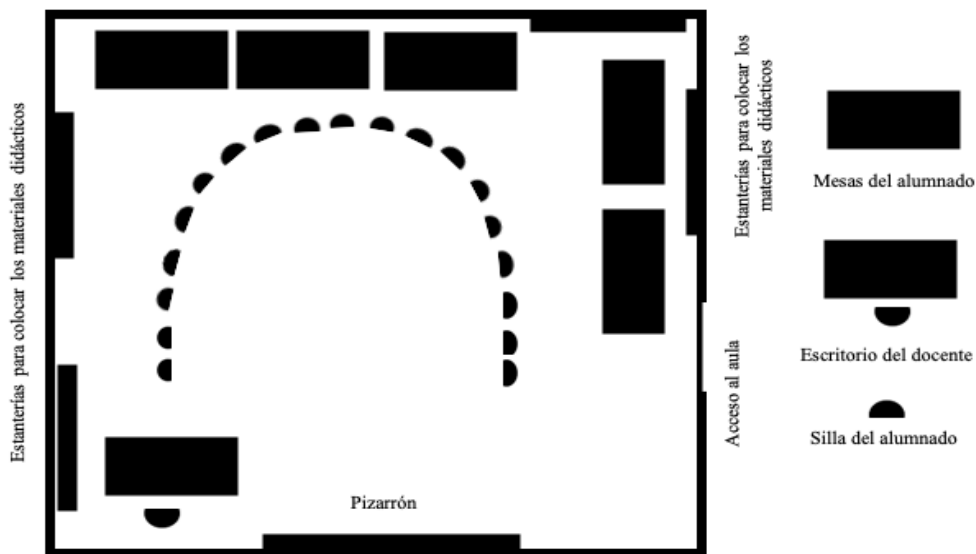 Estanterías para colocar los materiales didácticos
Pizarrón
Estanterías para colocar los
materiales didácticos
Acceso al aula
Mesas del alumnado
Escritorio del docente
Silla del alumnado